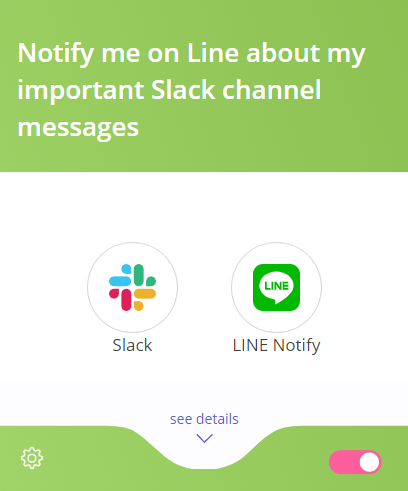 Notify me on Line about my
important Slack channel
messages
LINE
Slack
LINE Notify
see details